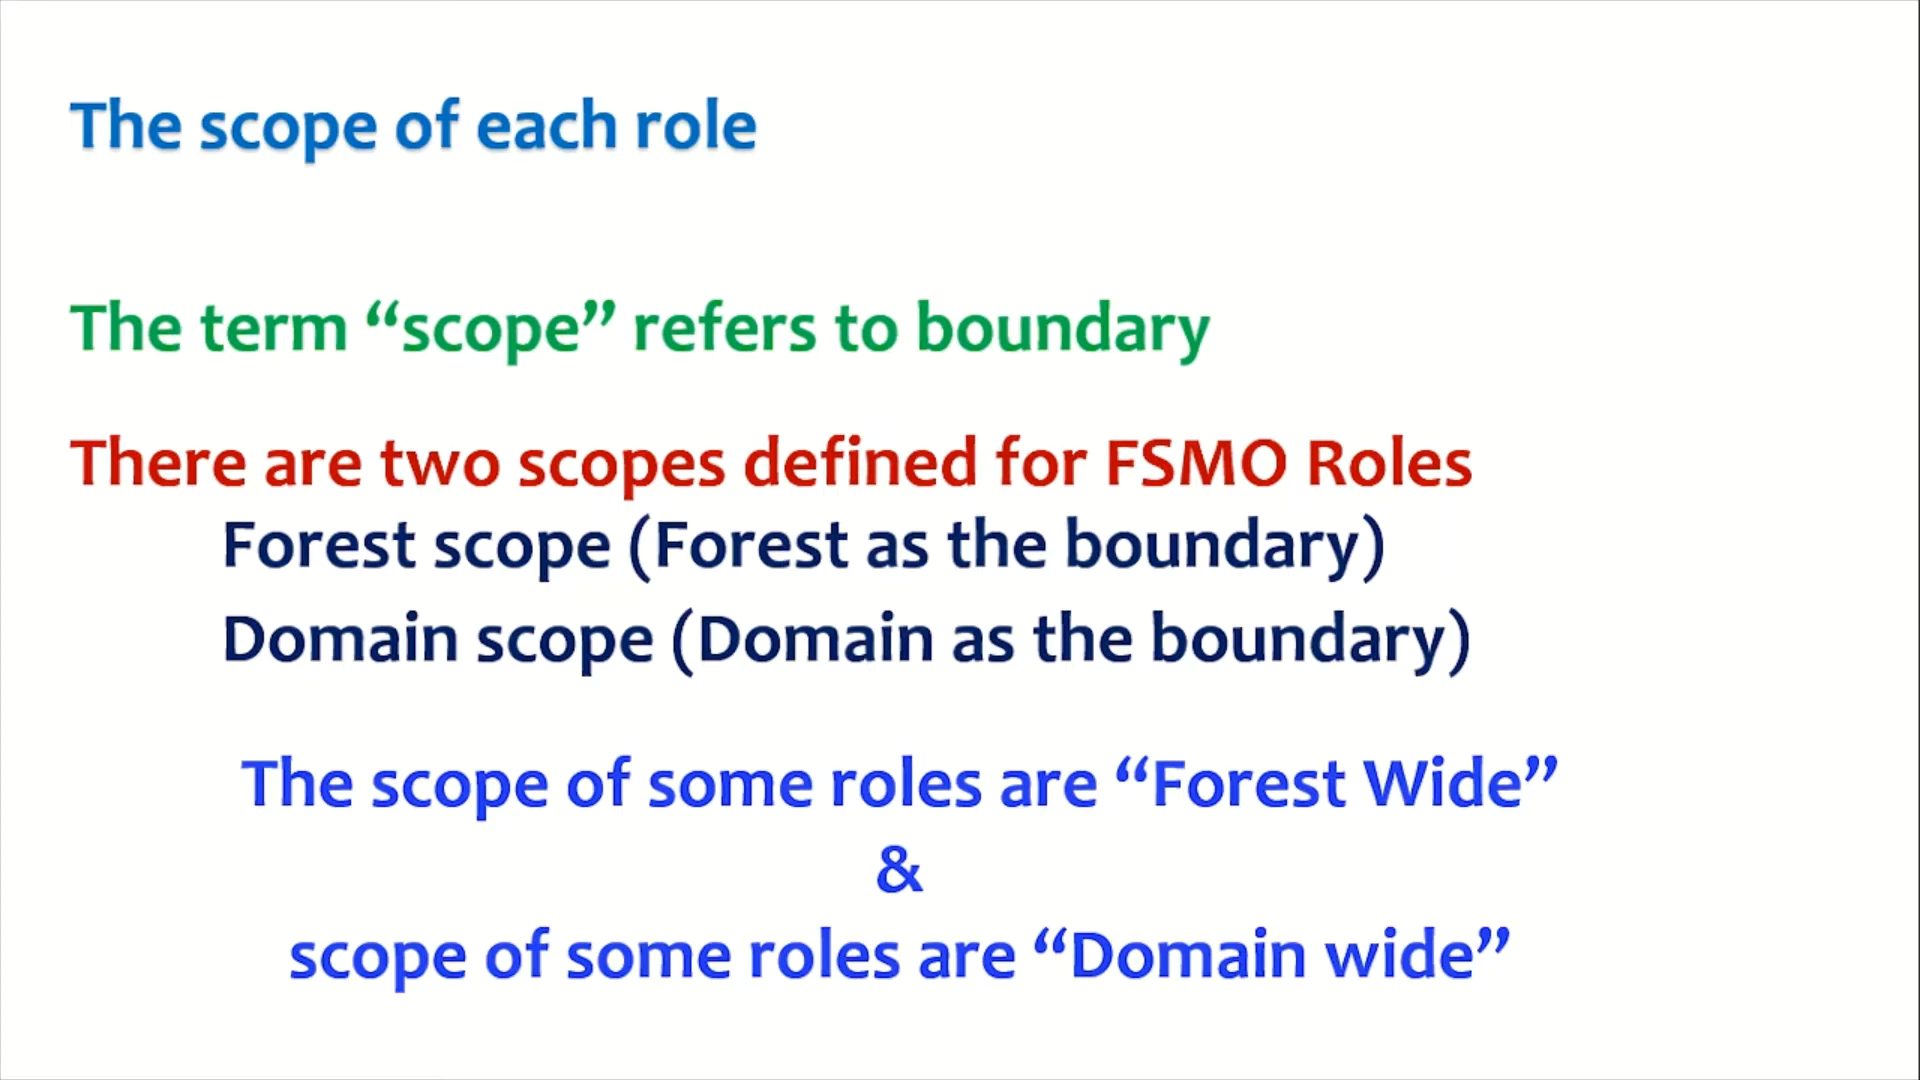 The scope of each role
The term “scope” refers to boundary
There are two scopes defined for FSMO Roles
Forest scope (Forest as the boundary)
Domain scope (Domain as the boundary)
The scope of some roles are “Forest Wide”
&
scope of some roles are “Domain wide”